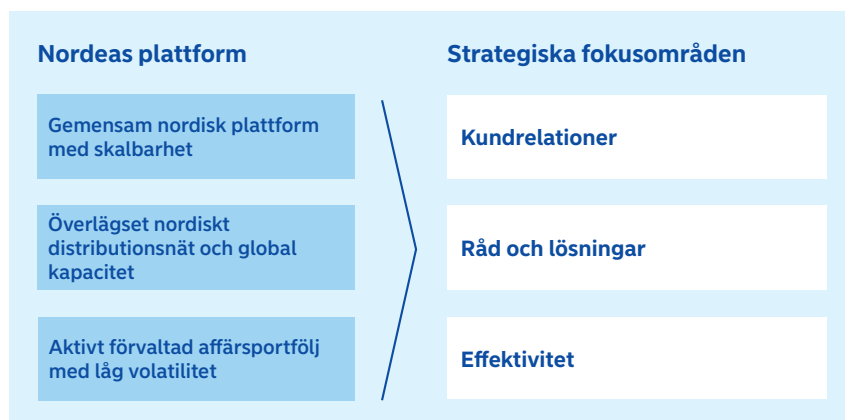 Nordeas plattform
Gemensam nordisk plattform
med skalbarhet
Överlägset nordiskt
distributionsnät och global
kapacitet
Aktivt förvaltad affärsportfölj
med låg volatilitet
Strategiska fokusområden
Kundrelationer
Råd och lösningar
Effektivitet